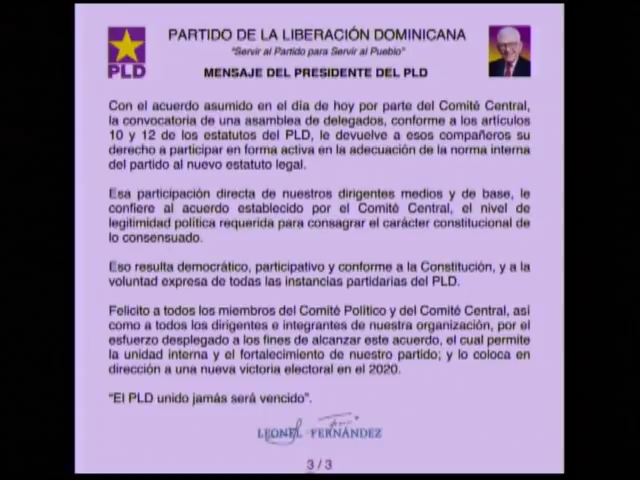 PLD
PARTIDO DE LA LIBERACIÓN DOMINICANA
"Servir al Partido para Servir al Pueblo"
MENSAJE DEL PRESIDENTE DEL PLD
Con el acuerdo asumido en el día de hoy por parte del Comité Central,
la convocatoria de una asamblea de delegados, conforme a los artículos
10 y 12 de los estatutos del PLD, le devuelve a esos compañeros su
derecho a participar en forma activa en la adecuación de la norma interna
del partido al nuevo estatuto legal.
Esa participación directa de nuestros dirigentes medios y de base, le
confiere al acuerdo establecido por el Comité Central, el nivel de
legitimidad política requerida para consagrar el carácter constitucional de
lo consensuado.
Eso resulta democrático, participativo y conforme a la Constitución, y a la
voluntad expresa de todas las instancias partidarias del PLD.
Felicito a todos los miembros del Comité Político y del Comité Central, así
como a todos los dirigentes e integrantes de nuestra organización, por el
esfuerzo desplegado a los fines de alcanzar este acuerdo, el cual permite
la unidad interna y el fortalecimiento de nuestro partido; y lo coloca en
dirección a una nueva victoria electoral en el 2020.
"El PLD unido jamás será vencido".
LEONEL FERNÁNDEZ
3 / 3